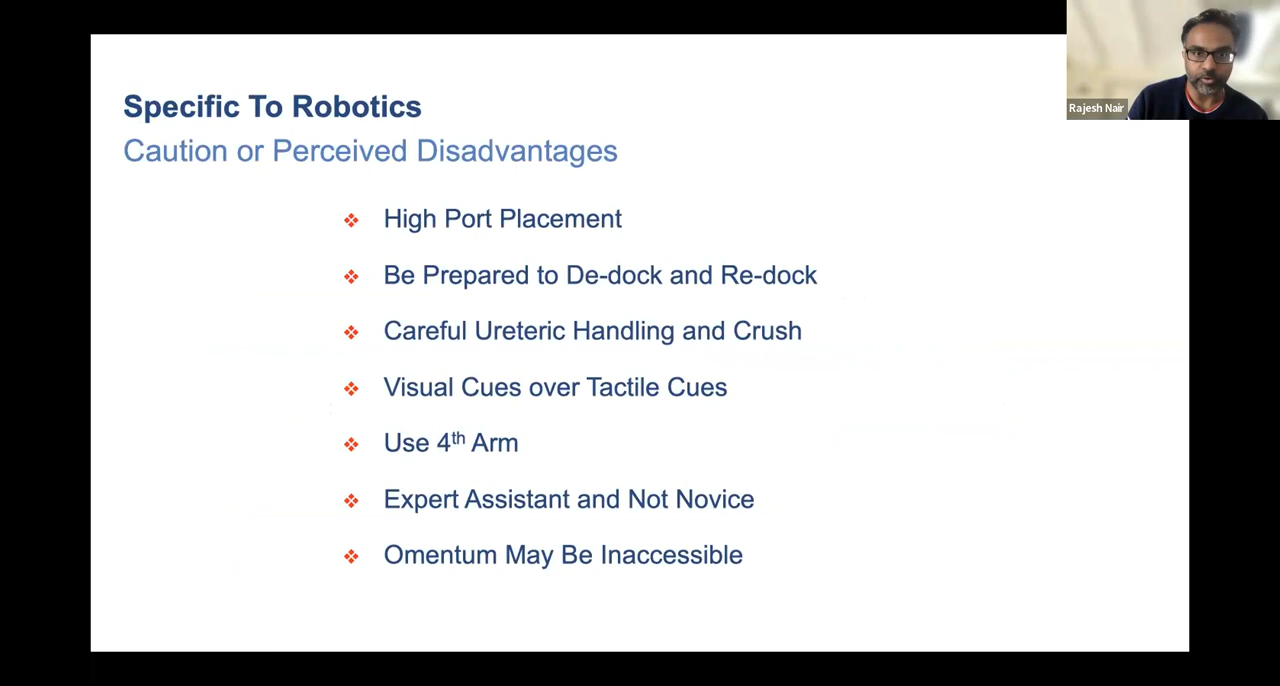 Specific To Robotics
Caution or Perceived Disadvantages
High Port Placement
Be Prepared to De-dock and Re-dock
Careful Ureteric Handling and Crush
Visual Cues over Tactile Cues
Use 4th Arm
Expert Assistant and Not Novice
Omentum May Be Inaccessible
Rajesh Nair